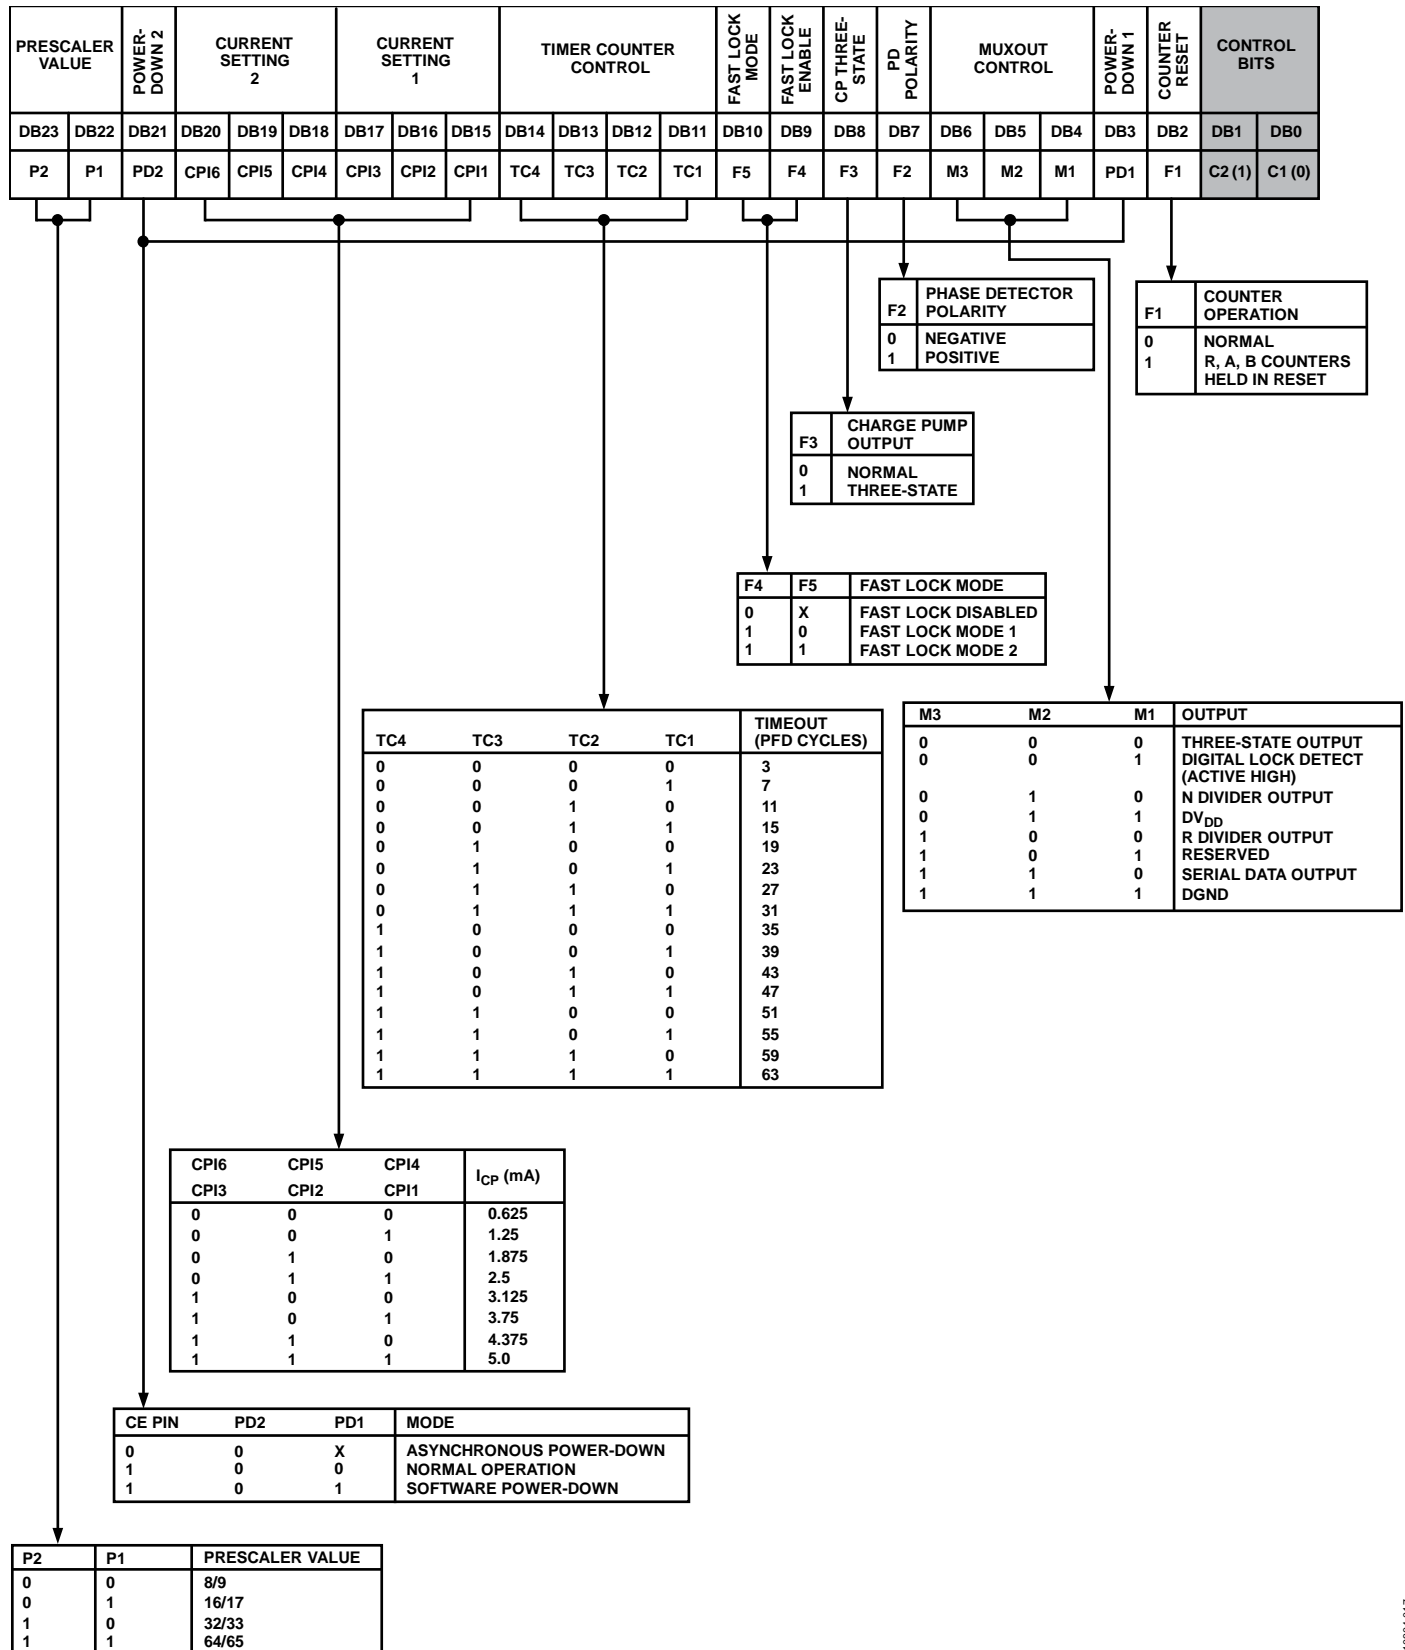 PRESCALER VALUE
POWER-DOWN 2
CURRENT SETTING 2
CURRENT SETTING 1
TIMER COUNTER CONTROL
FAST LOCK MODE
FAST LOCK ENABLE
CP THREE-STATE
PD POLARITY
MUXOUT CONTROL
POWER-DOWN 1
COUNTER RESET
CONTROL BITS
DB23 DB22 DB21 DB20 DB19 DB18 DB17 DB16 DB15 DB14 DB13 DB12 DB11 DB10 DB9 DB8 DB7 DB6 DB5 DB4 DB3 DB2 DB1 DB0
P2 P1 PD2 CPI6 CPI5 CPI4 CPI3 CPI2 CPI1 TC4 TC3 TC2 TC1 F5 F4 F3 F2 M3 M2 M1 PD1 F1 C2 (1) C1 (0)
F2 PHASE DETECTOR POLARITY
0 NEGATIVE
1 POSITIVE
F1 COUNTER OPERATION
0 NORMAL
1 R, A, B COUNTERS
HELD IN RESET
F3 CHARGE PUMP OUTPUT
0 NORMAL
1 THREE-STATE
F4 F5 FAST LOCK MODE
0 X FAST LOCK DISABLED
1 0 FAST LOCK MODE 1
1 1 FAST LOCK MODE 2
TC4 TC3 TC2 TC1 TIMEOUT (PFD CYCLES)
0 0 0 0 3
0 0 0 1 7
0 0 1 0 11
0 0 1 1 15
0 1 0 0 19
0 1 0 1 23
0 1 1 0 27
0 1 1 1 31
1 0 0 0 35
1 0 0 1 39
1 0 1 0 43
1 0 1 1 47
1 1 0 0 51
1 1 0 1 55
1 1 1 0 59
1 1 1 1 63
M3 M2 M1 OUTPUT
0 0 0 THREE-STATE OUTPUT
0 0 1 DIGITAL LOCK DETECT
(ACTIVE HIGH)
0 1 0 N DIVIDER OUTPUT
0 1 1 DVDD
1 0 0 R DIVIDER OUTPUT
1 0 1 RESERVED
1 1 0 SERIAL DATA OUTPUT
1 1 1 DGND
CPI6 CPI5 CPI4 ICP (mA)
CPI3 CPI2 CPI1
0 0 0 0.625
0 0 1 1.25
0 1 0 1.875
0 1 1 2.5
1 0 0 3.125
1 0 1 3.75
1 1 0 4.375
1 1 1 5.0
CE PIN PD2 PD1 MODE
0 0 X ASYNCHRONOUS POWER-DOWN
1 0 0 NORMAL OPERATION
1 0 1 SOFTWARE POWER-DOWN
P2 P1 PRESCALER VALUE
0 0 8/9
0 1 16/17
1 0 32/33
1 1 64/65